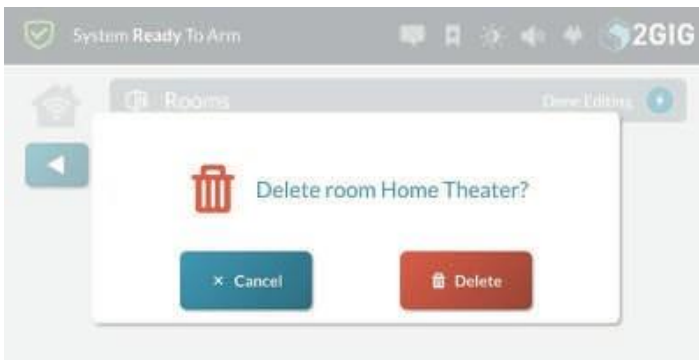 System Ready To Arm
2GIG
Rooms
Done Editing
Delete room Home Theater?
× Cancel
Delete